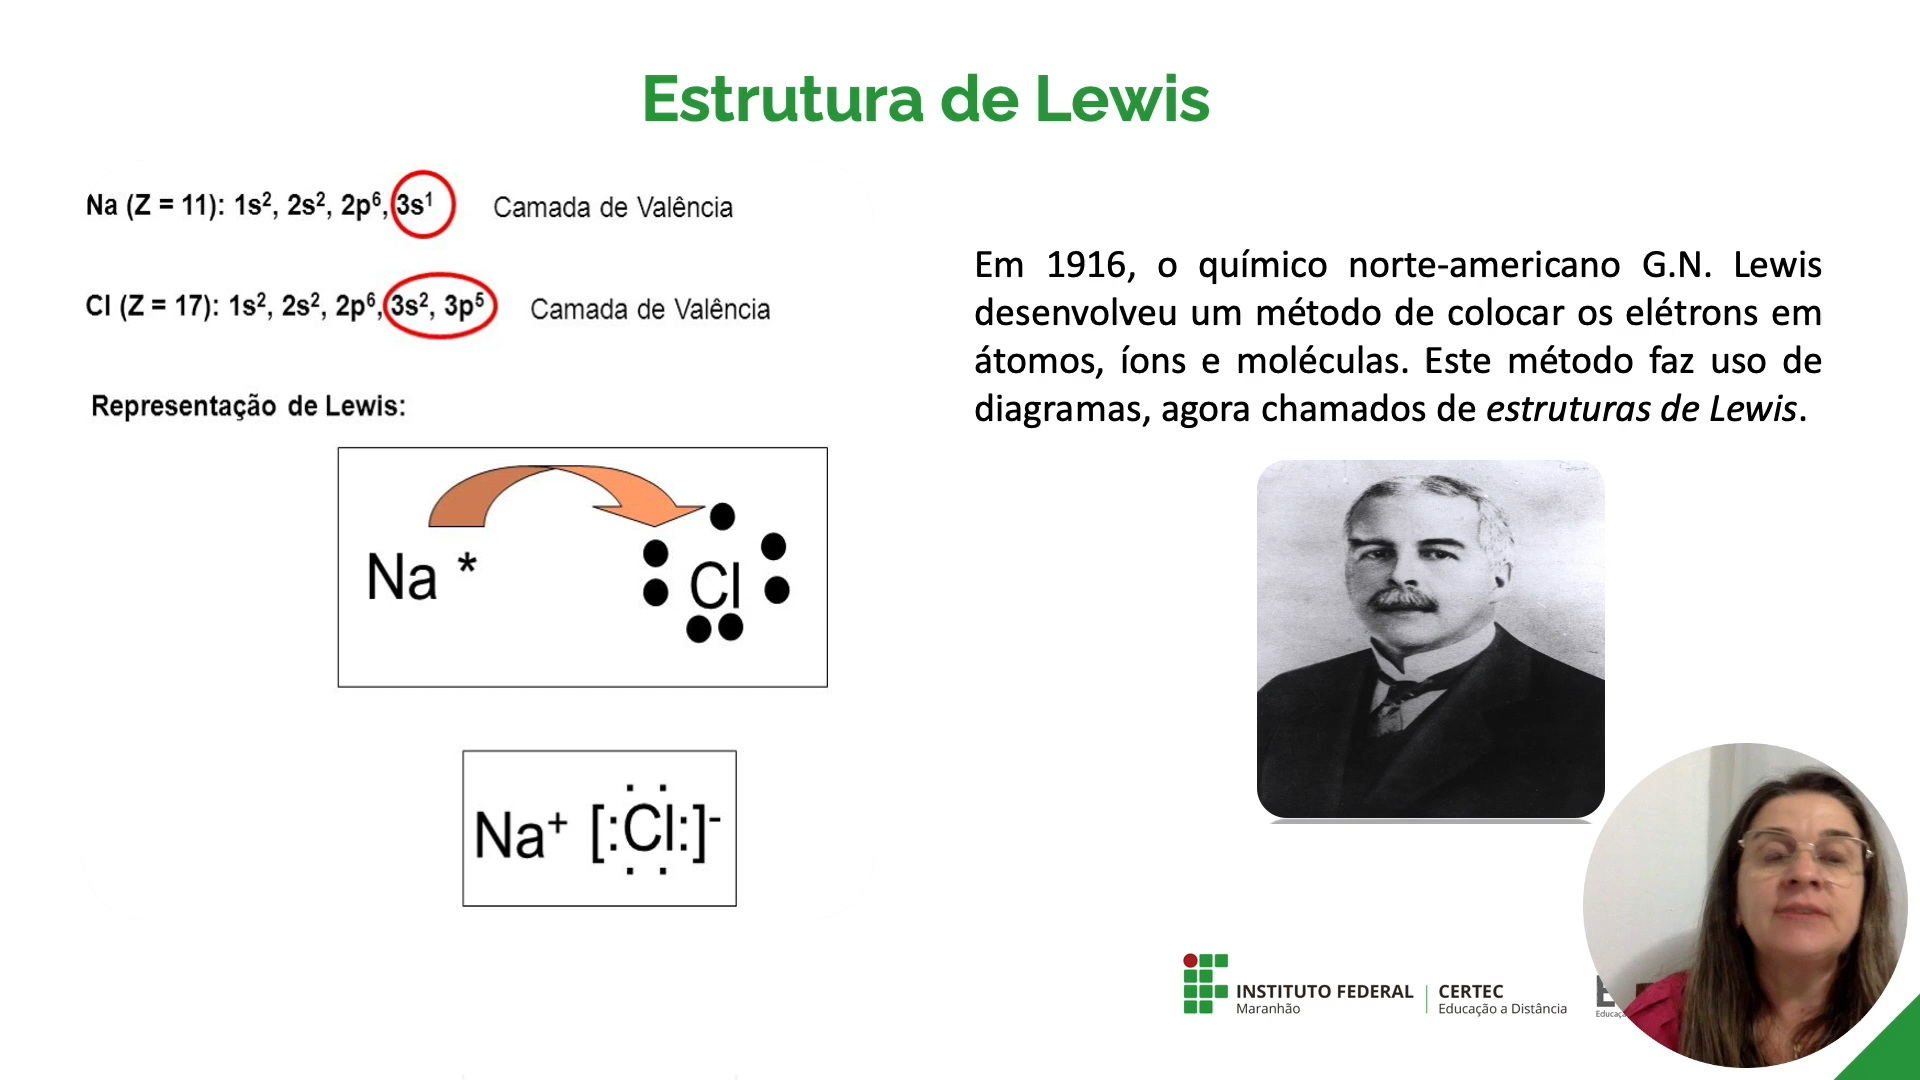 Estrutura de Lewis
Na (Z = 11): 1s², 2s², 2p⁶, 3s¹ Camada de Valência
Cl (Z = 17): 1s², 2s², 2p⁶, 3s², 3p⁵ Camada de Valência
Representação de Lewis:
Na * Cl
Na⁺ [:Cl:]⁻
Em 1916, o químico norte-americano G.N. Lewis
desenvolveu um método de colocar os elétrons em
átomos, íons e moléculas. Este método faz uso de
diagramas, agora chamados de estruturas de Lewis.
INSTITUTO FEDERAL
Maranhão
CERTEC
Educação a Distância